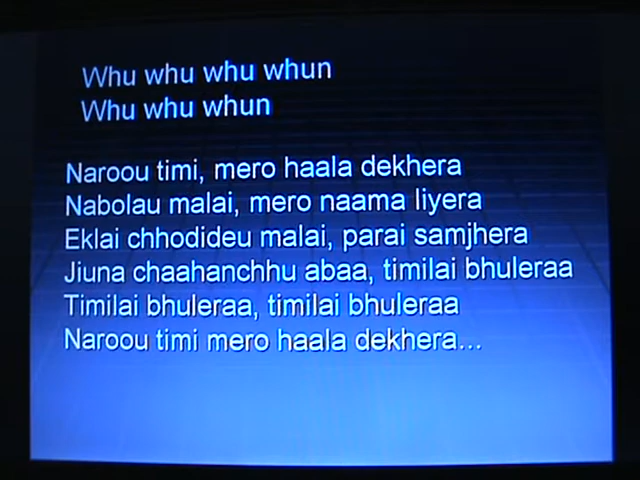 Whu whu whu whun
Whu whu whun
Naroou timi, mero haala dekhera
Nabolau malai, mero naama liyera
Eklai chhodideu malai, parai samjhera
Jiuna chaahanchhu abaa, timilai bhuleraa
Timilai bhuleraa, timilai bhuleraa
Naroou timi mero haala dekhera...